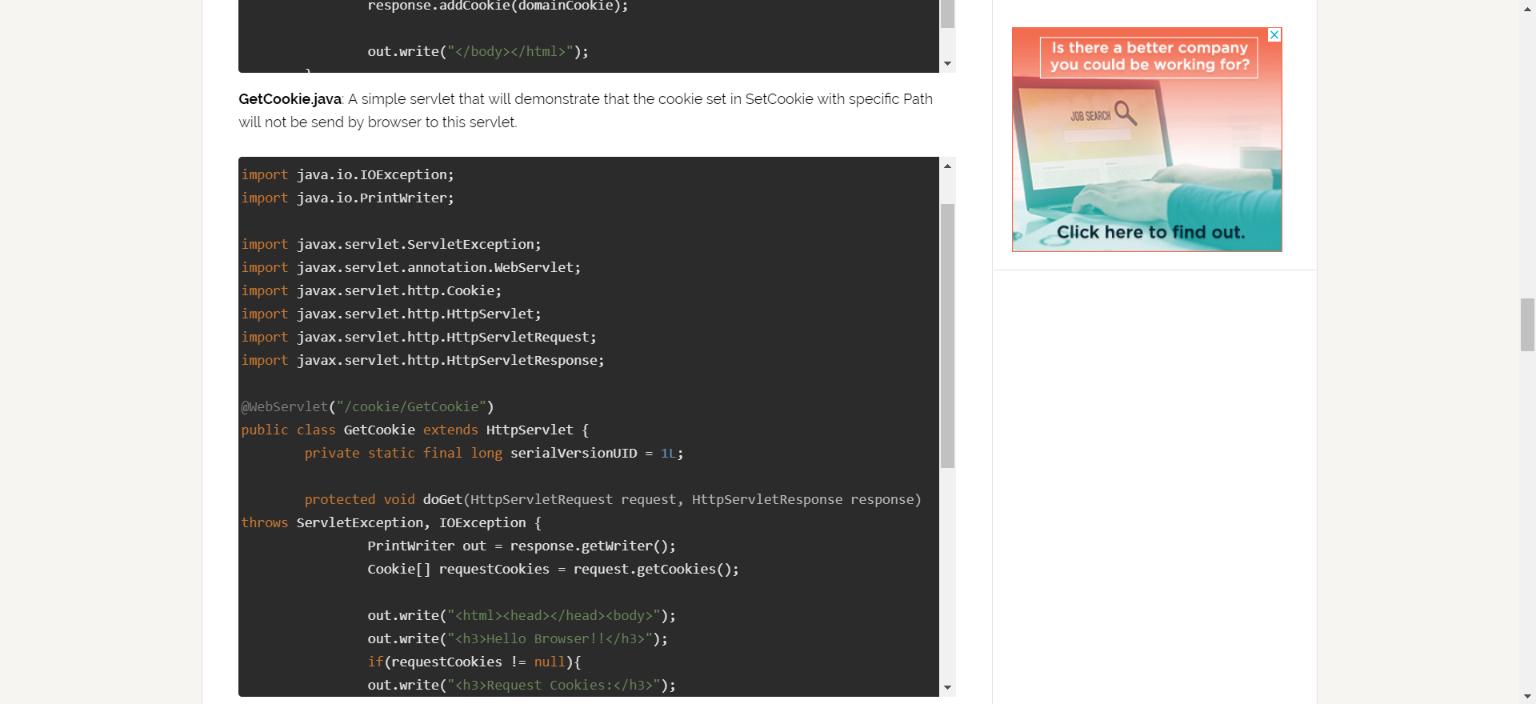 response.addCookie(domainCookie);
out.write("</body></html>");
}
GetCookie.java: A simple servlet that will demonstrate that the cookie set in SetCookie with specific Path
will not be send by browser to this servlet.
import java.io.IOException;
import java.io.PrintWriter;
import javax.servlet.ServletException;
import javax.servlet.annotation.WebServlet;
import javax.servlet.http.Cookie;
import javax.servlet.http.HttpServlet;
import javax.servlet.http.HttpServletRequest;
import javax.servlet.http.HttpServletResponse;
@WebServlet("/cookie/GetCookie")
public class GetCookie extends HttpServlet {
private static final long serialVersionUID = 1L;
protected void doGet(HttpServletRequest request, HttpServletResponse response)
throws ServletException, IOException {
PrintWriter out = response.getWriter();
Cookie[] requestCookies = request.getCookies();
out.write("<html><head></head><body>");
out.write("<h3>Hello Browser!!</h3>");
if(requestCookies != null){
out.write("<h3>Request Cookies:</h3>");
Is there a better company
you could be working for?
JOB SEARCH
Click here to find out.